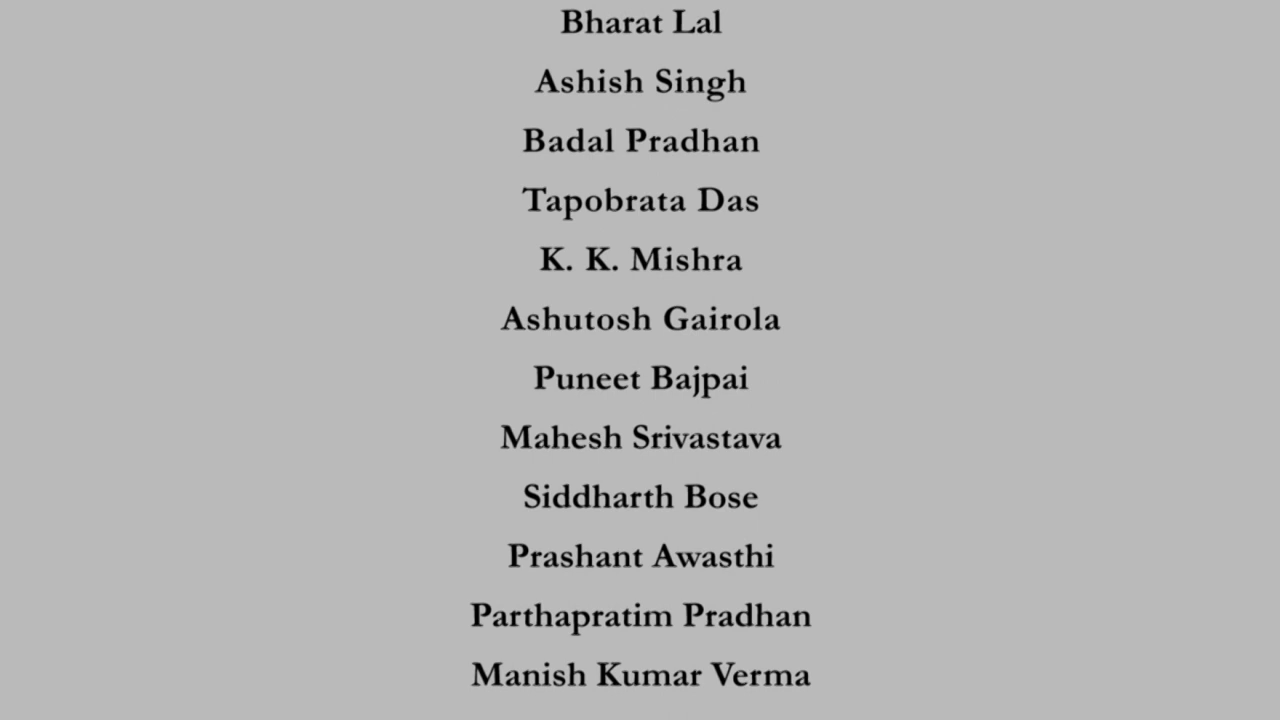 Bharat Lal
Ashish Singh
Badal Pradhan
Tapobrata Das
K. K. Mishra
Ashutosh Gairola
Puneet Bajpai
Mahesh Srivastava
Siddharth Bose
Prashant Awasthi
Parthapratim Pradhan
Manish Kumar Verma